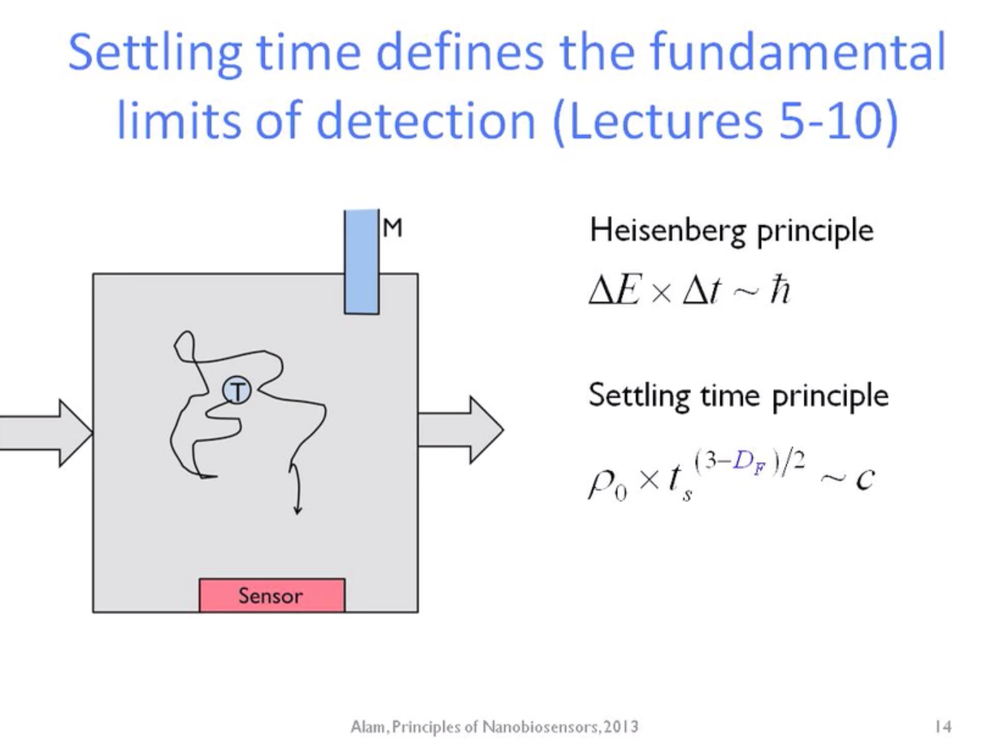 Settling time defines the fundamental
limits of detection (Lectures 5-10)
M
T
Sensor
Heisenberg principle
ΔE × Δt ~ ħ
Settling time principle
ρ₀ × tₛ^(3−D_F)/2 ~ c
Alam, Principles of Nanobiosensors, 2013
14